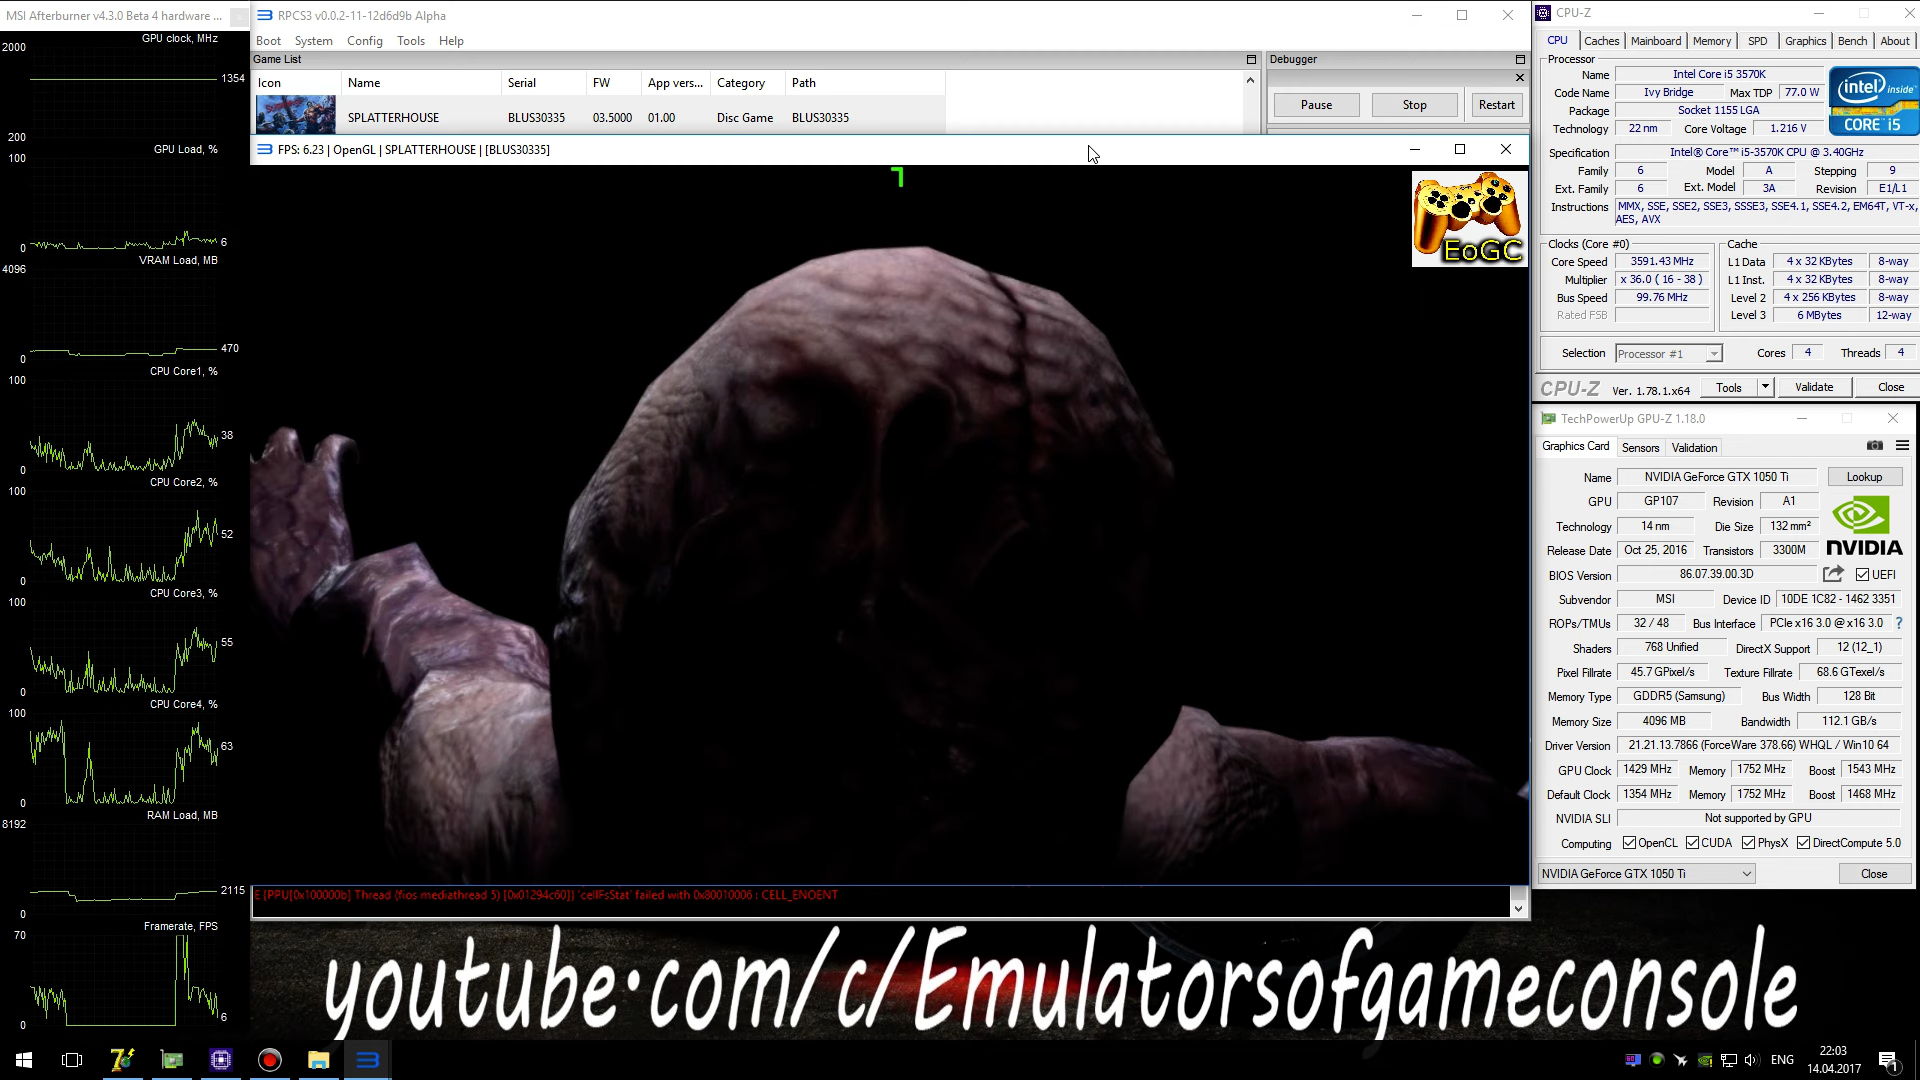 MSI Afterburner v4.3.0 Beta 4 hardware ...
GPU clock, MHz
2000
1354
200
GPU Load, %
100
0
6
VRAM Load, MB
4096
0
470
CPU Core1, %
100
0
38
CPU Core2, %
100
0
52
CPU Core3, %
100
0
55
CPU Core4, %
100
0
63
RAM Load, MB
8192
0
2115
Framerate, FPS
70
0
6
RPCS3 v0.0.2-11-12d6d9b Alpha
Boot System Config Tools Help
Game List
Icon Name Serial FW App vers... Category Path
SPLATTERHOUSE BLUS30335 03.5000 01.00 Disc Game BLUS30335
Debugger
Pause Stop Restart
FPS: 6.23 | OpenGL | SPLATTERHOUSE | [BLUS30335]
7
EoGC
E {PPU[0x100000b] Thread (fios mediathread 5) [0x01294c60]} 'cellFsStat' failed with 0x80010006 : CELL_ENOENT
youtube.com/c/Emulatorsofgameconsole
CPU-Z
CPU Caches Mainboard Memory SPD Graphics Bench About
Processor
Name Intel Core i5 3570K
Code Name Ivy Bridge Max TDP 77.0 W
Package Socket 1155 LGA
Technology 22 nm Core Voltage 1.216 V
intel inside
CORE i5
Specification Intel® Core™ i5-3570K CPU @ 3.40GHz
Family 6 Model A Stepping 9
Ext. Family 6 Ext. Model 3A Revision E1/L1
Instructions MMX, SSE, SSE2, SSE3, SSSE3, SSE4.1, SSE4.2, EM64T, VT-x,
AES, AVX
Clocks (Core #0)
Core Speed 3591.43 MHz
Multiplier x 36.0 ( 16 - 38 )
Bus Speed 99.76 MHz
Rated FSB
Cache
L1 Data 4 x 32 KBytes 8-way
L1 Inst. 4 x 32 KBytes 8-way
Level 2 4 x 256 KBytes 8-way
Level 3 6 MBytes 12-way
Selection Processor #1 Cores 4 Threads 4
CPU-Z Ver. 1.78.1.x64 Tools Validate Close
TechPowerUp GPU-Z 1.18.0
Graphics Card Sensors Validation
Name NVIDIA GeForce GTX 1050 Ti Lookup
GPU GP107 Revision A1
Technology 14 nm Die Size 132 mm²
Release Date Oct 25, 2016 Transistors 3300M
NVIDIA
BIOS Version 86.07.39.00.3D UEFI
Subvendor MSI Device ID 10DE 1C82 - 1462 3351
ROPs/TMUs 32 / 48 Bus Interface PCIe x16 3.0 @ x16 3.0 ?
Shaders 768 Unified DirectX Support 12 (12_1)
Pixel Fillrate 45.7 GPixel/s Texture Fillrate 68.6 GTexel/s
Memory Type GDDR5 (Samsung) Bus Width 128 Bit
Memory Size 4096 MB Bandwidth 112.1 GB/s
Driver Version 21.21.13.7866 (ForceWare 378.66) WHQL / Win10 64
GPU Clock 1429 MHz Memory 1752 MHz Boost 1543 MHz
Default Clock 1354 MHz Memory 1752 MHz Boost 1468 MHz
NVIDIA SLI Not supported by GPU
Computing OpenCL CUDA PhysX DirectCompute 5.0
NVIDIA GeForce GTX 1050 Ti Close
ENG
22:03
14.04.2017
1